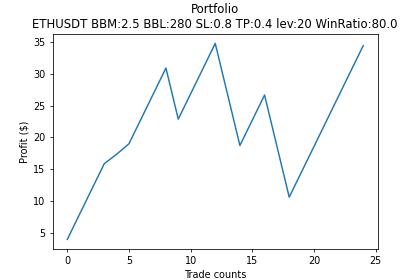 Portfolio
ETHUSDT BBM:2.5 BBL:280 SL:0.8 TP:0.4 lev:20 WinRatio:80.0
35
30
25
20
15
10
5
Profit ($)
0 5 10 15 20 25
Trade counts